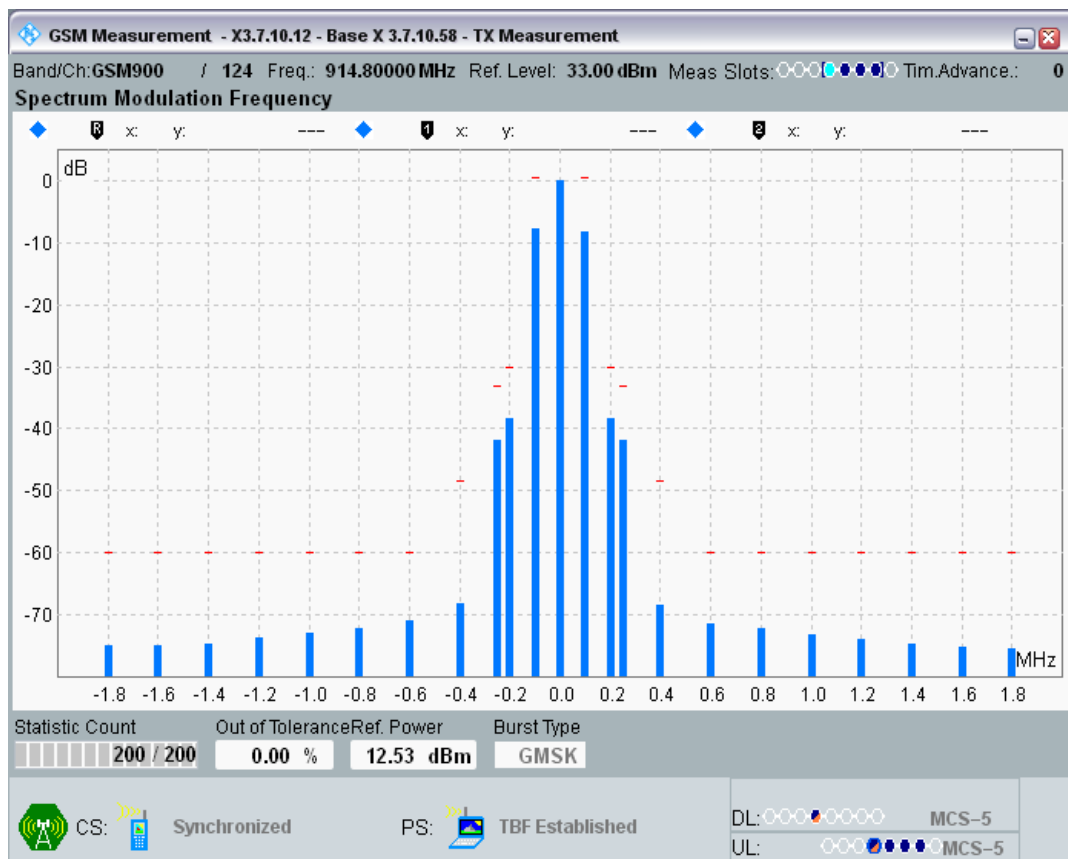 GSM Measurement - X3.7.10.12 - Base X 3.7.10.58 - TX Measurement
Band/Ch:GSM900 / 124 Freq.: 914.80000 MHz Ref. Level: 33.00 dBm Meas Slots: Tim.Advance.: 0
Spectrum Modulation Frequency
R x: y: --- 1 x: y: --- 2 x: y: ---
dB
0
-10
-20
-30
-40
-50
-60
-70
MHz
-1.8 -1.6 -1.4 -1.2 -1.0 -0.8 -0.6 -0.4 -0.2 0.0 0.2 0.4 0.6 0.8 1.0 1.2 1.4 1.6 1.8
Statistic Count Out of Tolerance Ref. Power Burst Type
200 / 200 0.00 % 12.53 dBm GMSK
CS: Synchronized PS: TBF Established
DL: MCS-5
UL: MCS-5